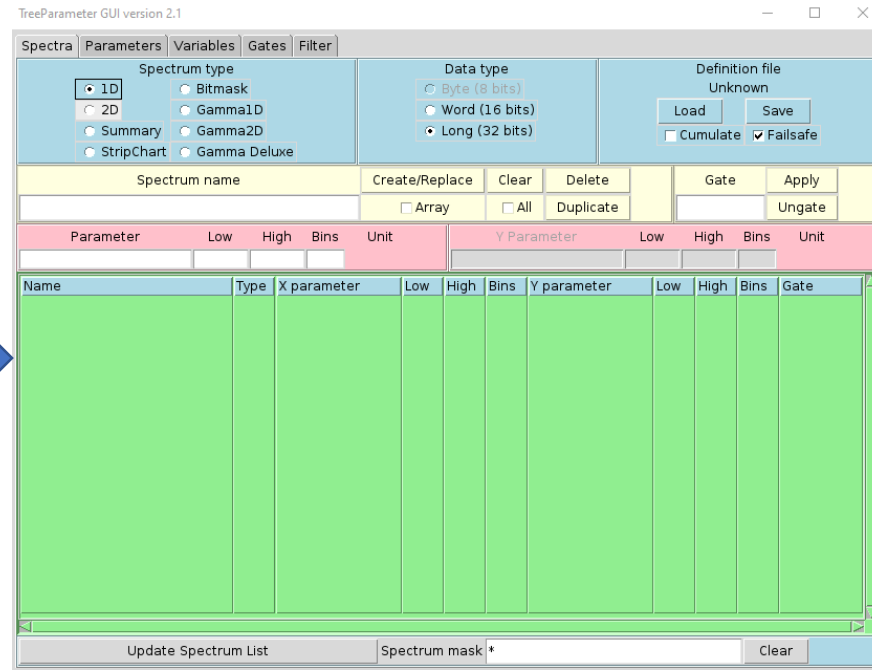 TreeParameter GUI version 2.1
Spectra Parameters Variables Gates Filter
Spectrum type Data type Definition file
1D Bitmask Byte (8 bits) Unknown
2D Gamma1D Word (16 bits) Load Save
Summary Gamma2D Long (32 bits) Cumulate Failsafe
StripChart Gamma Deluxe
Spectrum name Create/Replace Clear Delete Gate Apply
Array All Duplicate Ungate
Parameter Low High Bins Unit Y Parameter Low High Bins Unit
Name Type X parameter Low High Bins Y parameter Low High Bins Gate
Update Spectrum List Spectrum mask * Clear